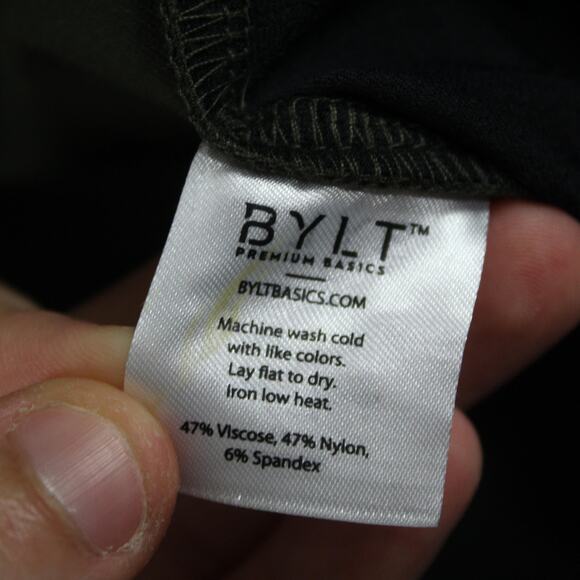 BYLT™
PREMIUM BASICS
BYLTBASICS.COM
Machine wash cold
with like colors.
Lay flat to dry.
Iron low heat.
47% Viscose, 47% Nylon,
6% Spandex